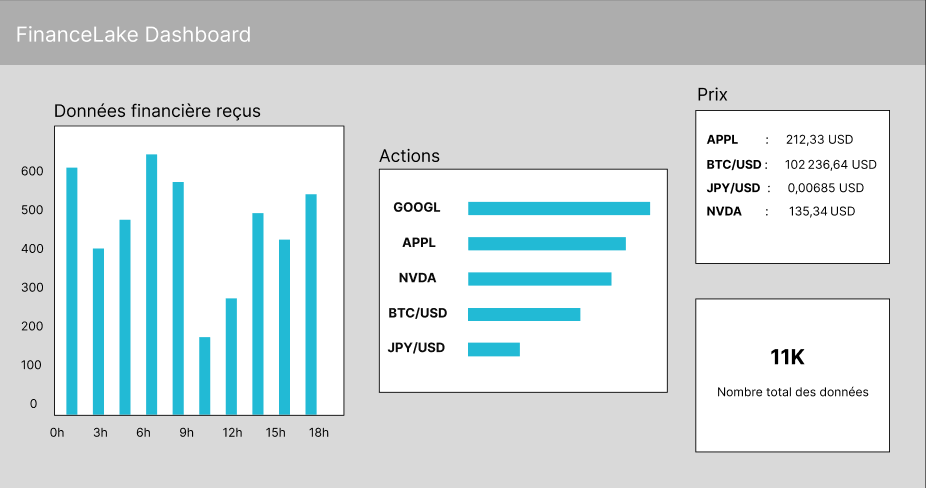 FinanceLake Dashboard
Données financière reçus
600
500
400
300
200
100
0
0h 3h 6h 9h 12h 15h 18h
Actions
GOOGL
APPL
NVDA
BTC/USD
JPY/USD
Prix
APPL : 212,33 USD
BTC/USD : 102 236,64 USD
JPY/USD : 0,00685 USD
NVDA : 135,34 USD
11K
Nombre total des données